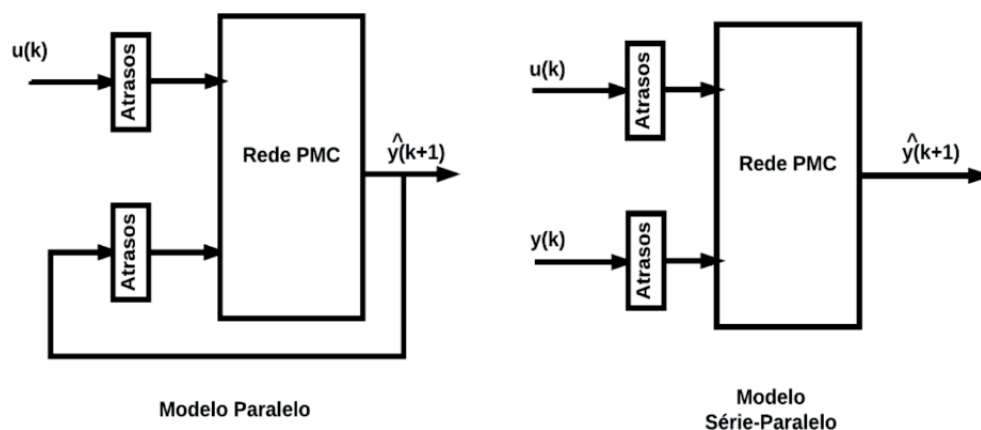 u(k)
Atrasos
Rede PMC
^
y(k+1)
Atrasos
Modelo Paralelo
u(k)
Atrasos
Rede PMC
^
y(k+1)
y(k)
Atrasos
Modelo
Série-Paralelo